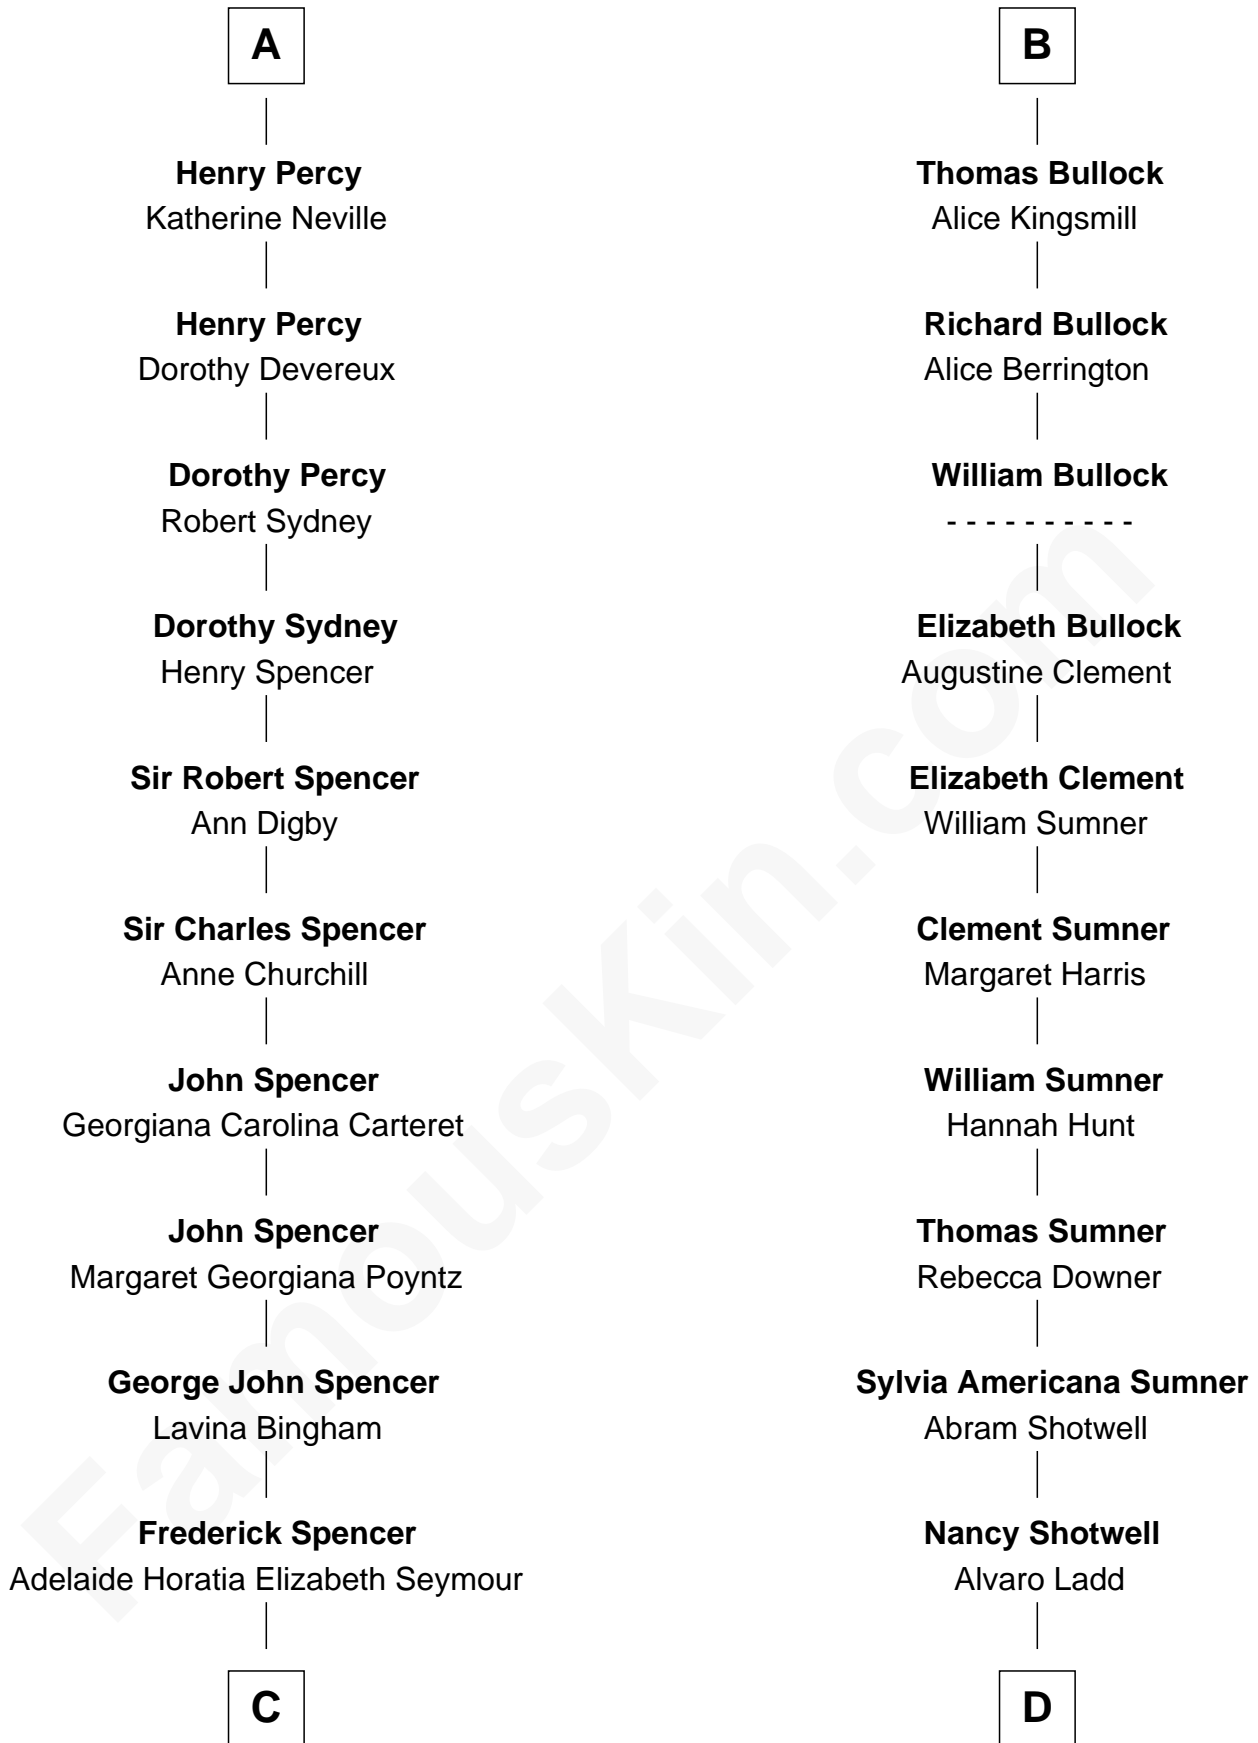 A
Henry Percy
Katherine Neville
Henry Percy
Dorothy Devereux
Dorothy Percy
Robert Sydney
Dorothy Sydney
Henry Spencer
Sir Robert Spencer
Ann Digby
Sir Charles Spencer
Anne Churchill
John Spencer
Georgiana Carolina Carteret
John Spencer
Margaret Georgiana Poyntz
George John Spencer
Lavina Bingham
Frederick Spencer
Adelaide Horatia Elizabeth Seymour
C
B
Thomas Bullock
Alice Kingsmill
Richard Bullock
Alice Berrington
William Bullock
- - - - - - - - - -
Elizabeth Bullock
Augustine Clement
Elizabeth Clement
William Sumner
Clement Sumner
Margaret Harris
William Sumner
Hannah Hunt
Thomas Sumner
Rebecca Downer
Sylvia Americana Sumner
Abram Shotwell
Nancy Shotwell
Alvaro Ladd
D
FamousKin.com